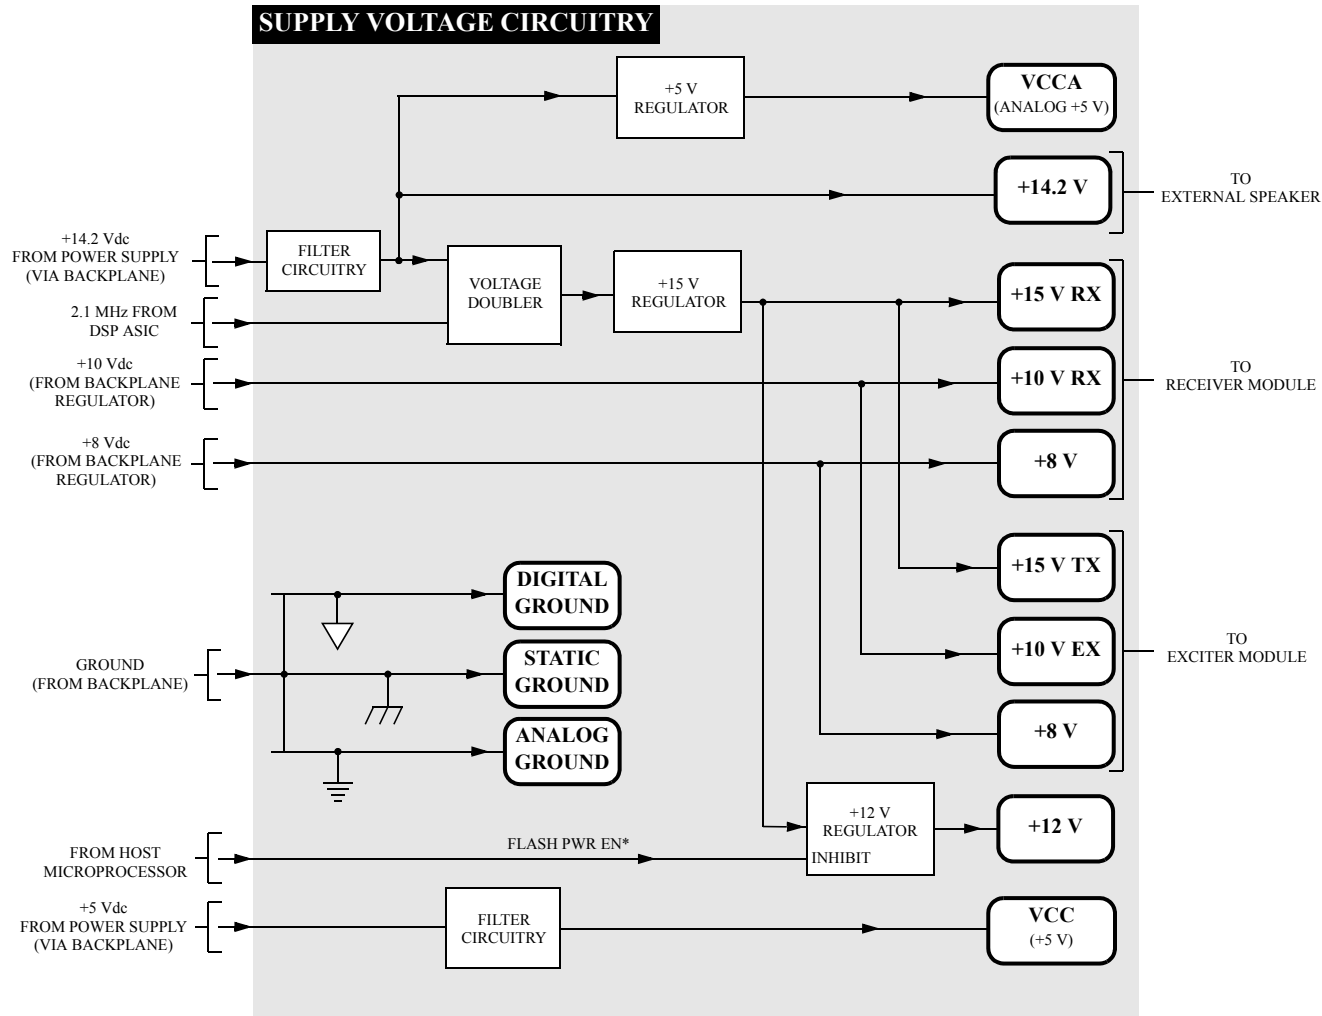 SUPPLY VOLTAGE CIRCUITRY
+5 V
REGULATOR
VCCA
(ANALOG +5 V)
+14.2 V
TO
EXTERNAL SPEAKER
+14.2 Vdc
FROM POWER SUPPLY
(VIA BACKPLANE)
FILTER
CIRCUITRY
VOLTAGE
DOUBLER
+15 V
REGULATOR
+15 V RX
2.1 MHz FROM
DSP ASIC
+10 Vdc
(FROM BACKPLANE
REGULATOR)
+10 V RX
TO
RECEIVER MODULE
+8 Vdc
(FROM BACKPLANE
REGULATOR)
+8 V
+15 V TX
DIGITAL
GROUND
GROUND
(FROM BACKPLANE)
STATIC
GROUND
+10 V EX
TO
EXCITER MODULE
ANALOG
GROUND
+8 V
+12 V
REGULATOR
INHIBIT
+12 V
FROM HOST
MICROPROCESSOR
FLASH PWR EN*
+5 Vdc
FROM POWER SUPPLY
(VIA BACKPLANE)
FILTER
CIRCUITRY
VCC
(+5 V)